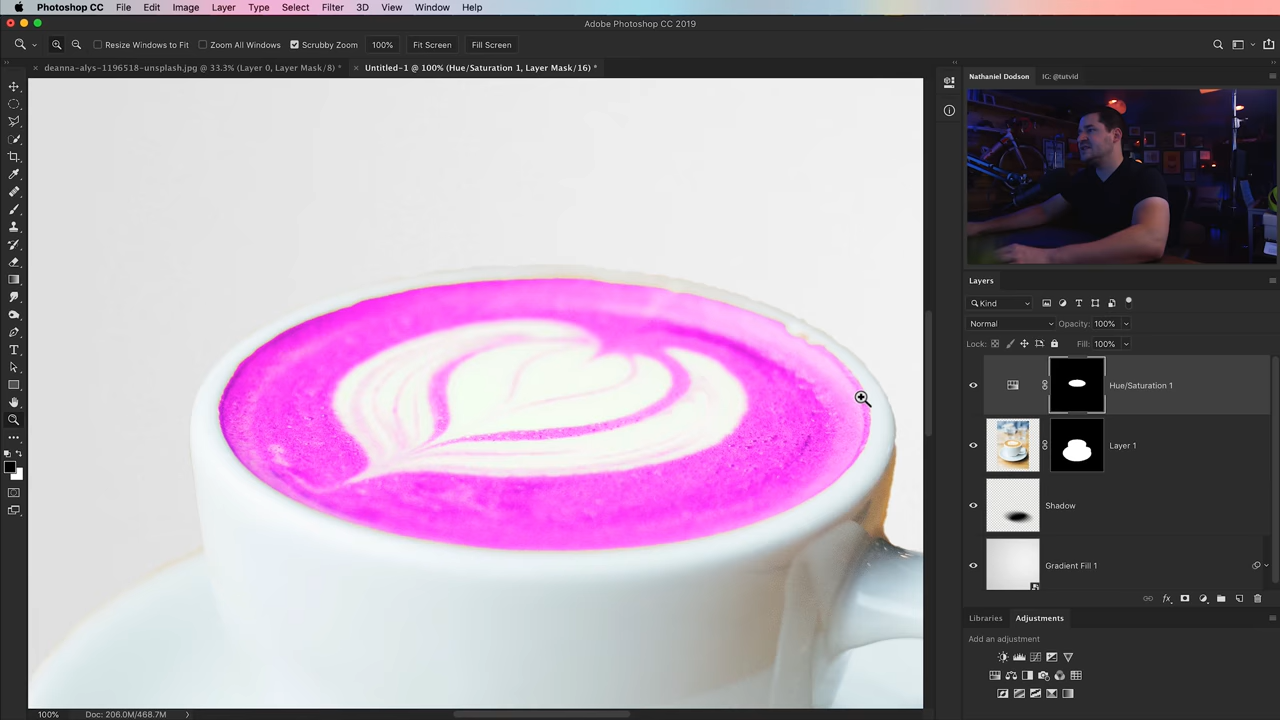 Photoshop CC File Edit Image Layer Type Select Filter 3D View Window Help
Adobe Photoshop CC 2019
Resize Windows to Fit Zoom All Windows Scrubby Zoom 100% Fit Screen Fill Screen
× deanna-alys-1196518-unsplash.jpg @ 33.3% (Layer 0, Layer Mask/8) * × Untitled-1 @ 100% (Hue/Saturation 1, Layer Mask/16) *
Nathaniel Dodson IG: @tutvid
Layers
Kind
Normal Opacity: 100%
Lock: Fill: 100%
Hue/Saturation 1
Layer 1
Shadow
Gradient Fill 1
fx
Libraries Adjustments
Add an adjustment
100% Doc: 206.0M/468.7M